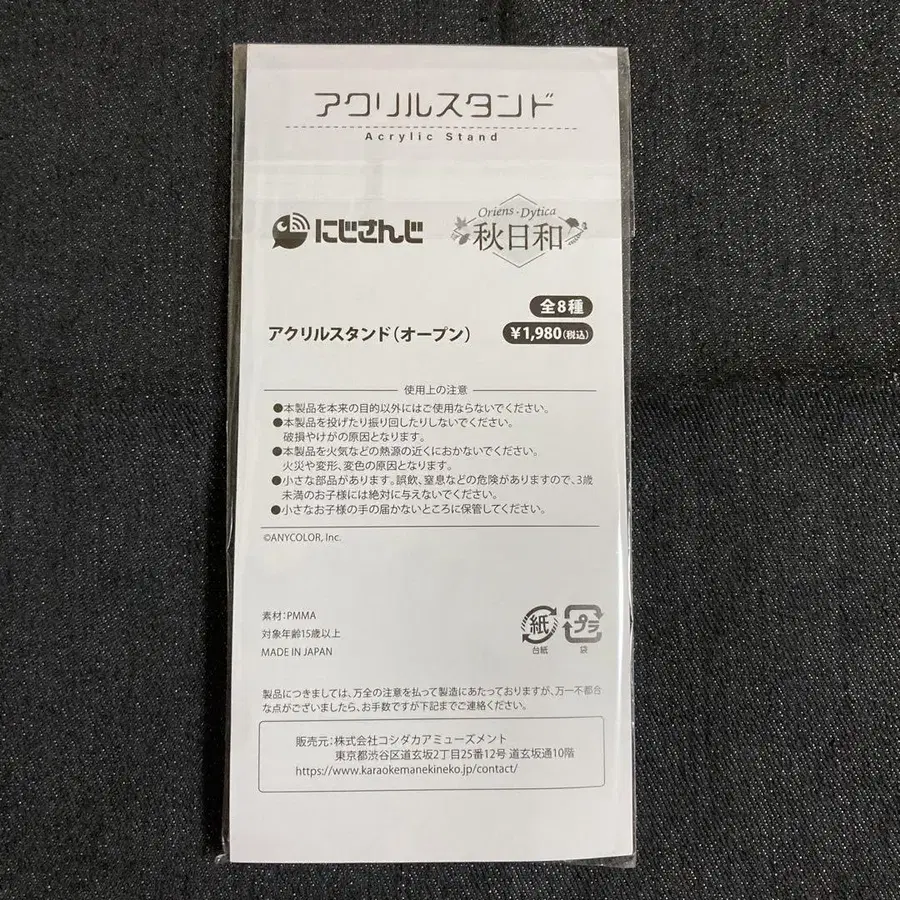 アクリルスタンド
Acrylic Stand
にじさんじ
Oriens・Dytica
秋日和
全8種
アクリルスタンド（オープン）
¥1,980(税込)
使用上の注意
●本製品を本来の目的以外にはご使用ならないでください。
●本製品を投げたり振り回したりしないでください。
破損やけがの原因となります。
●本製品を火気などの熱源の近くにおかないでください。
火災や変形、変色の原因となります。
●小さな部品があります。誤飲、窒息などの危険がありますので、3歳
未満のお子様には絶対に与えないでください。
●小さなお子様の手の届かないところに保管してください。
©ANYCOLOR, Inc.
素材：PMMA
対象年齢15歳以上
MADE IN JAPAN
紙
台紙
プラ
袋
製品につきましては、万全の注意を払って製造にあたっておりますが、万一不都合
な点がございましたら、お手数ですが下記までご連絡ください。
販売元：株式会社コシダカアミューズメント
東京都渋谷区道玄坂2丁目25番12号 道玄坂通10階
https://www.karaokemanekineko.jp/contact/